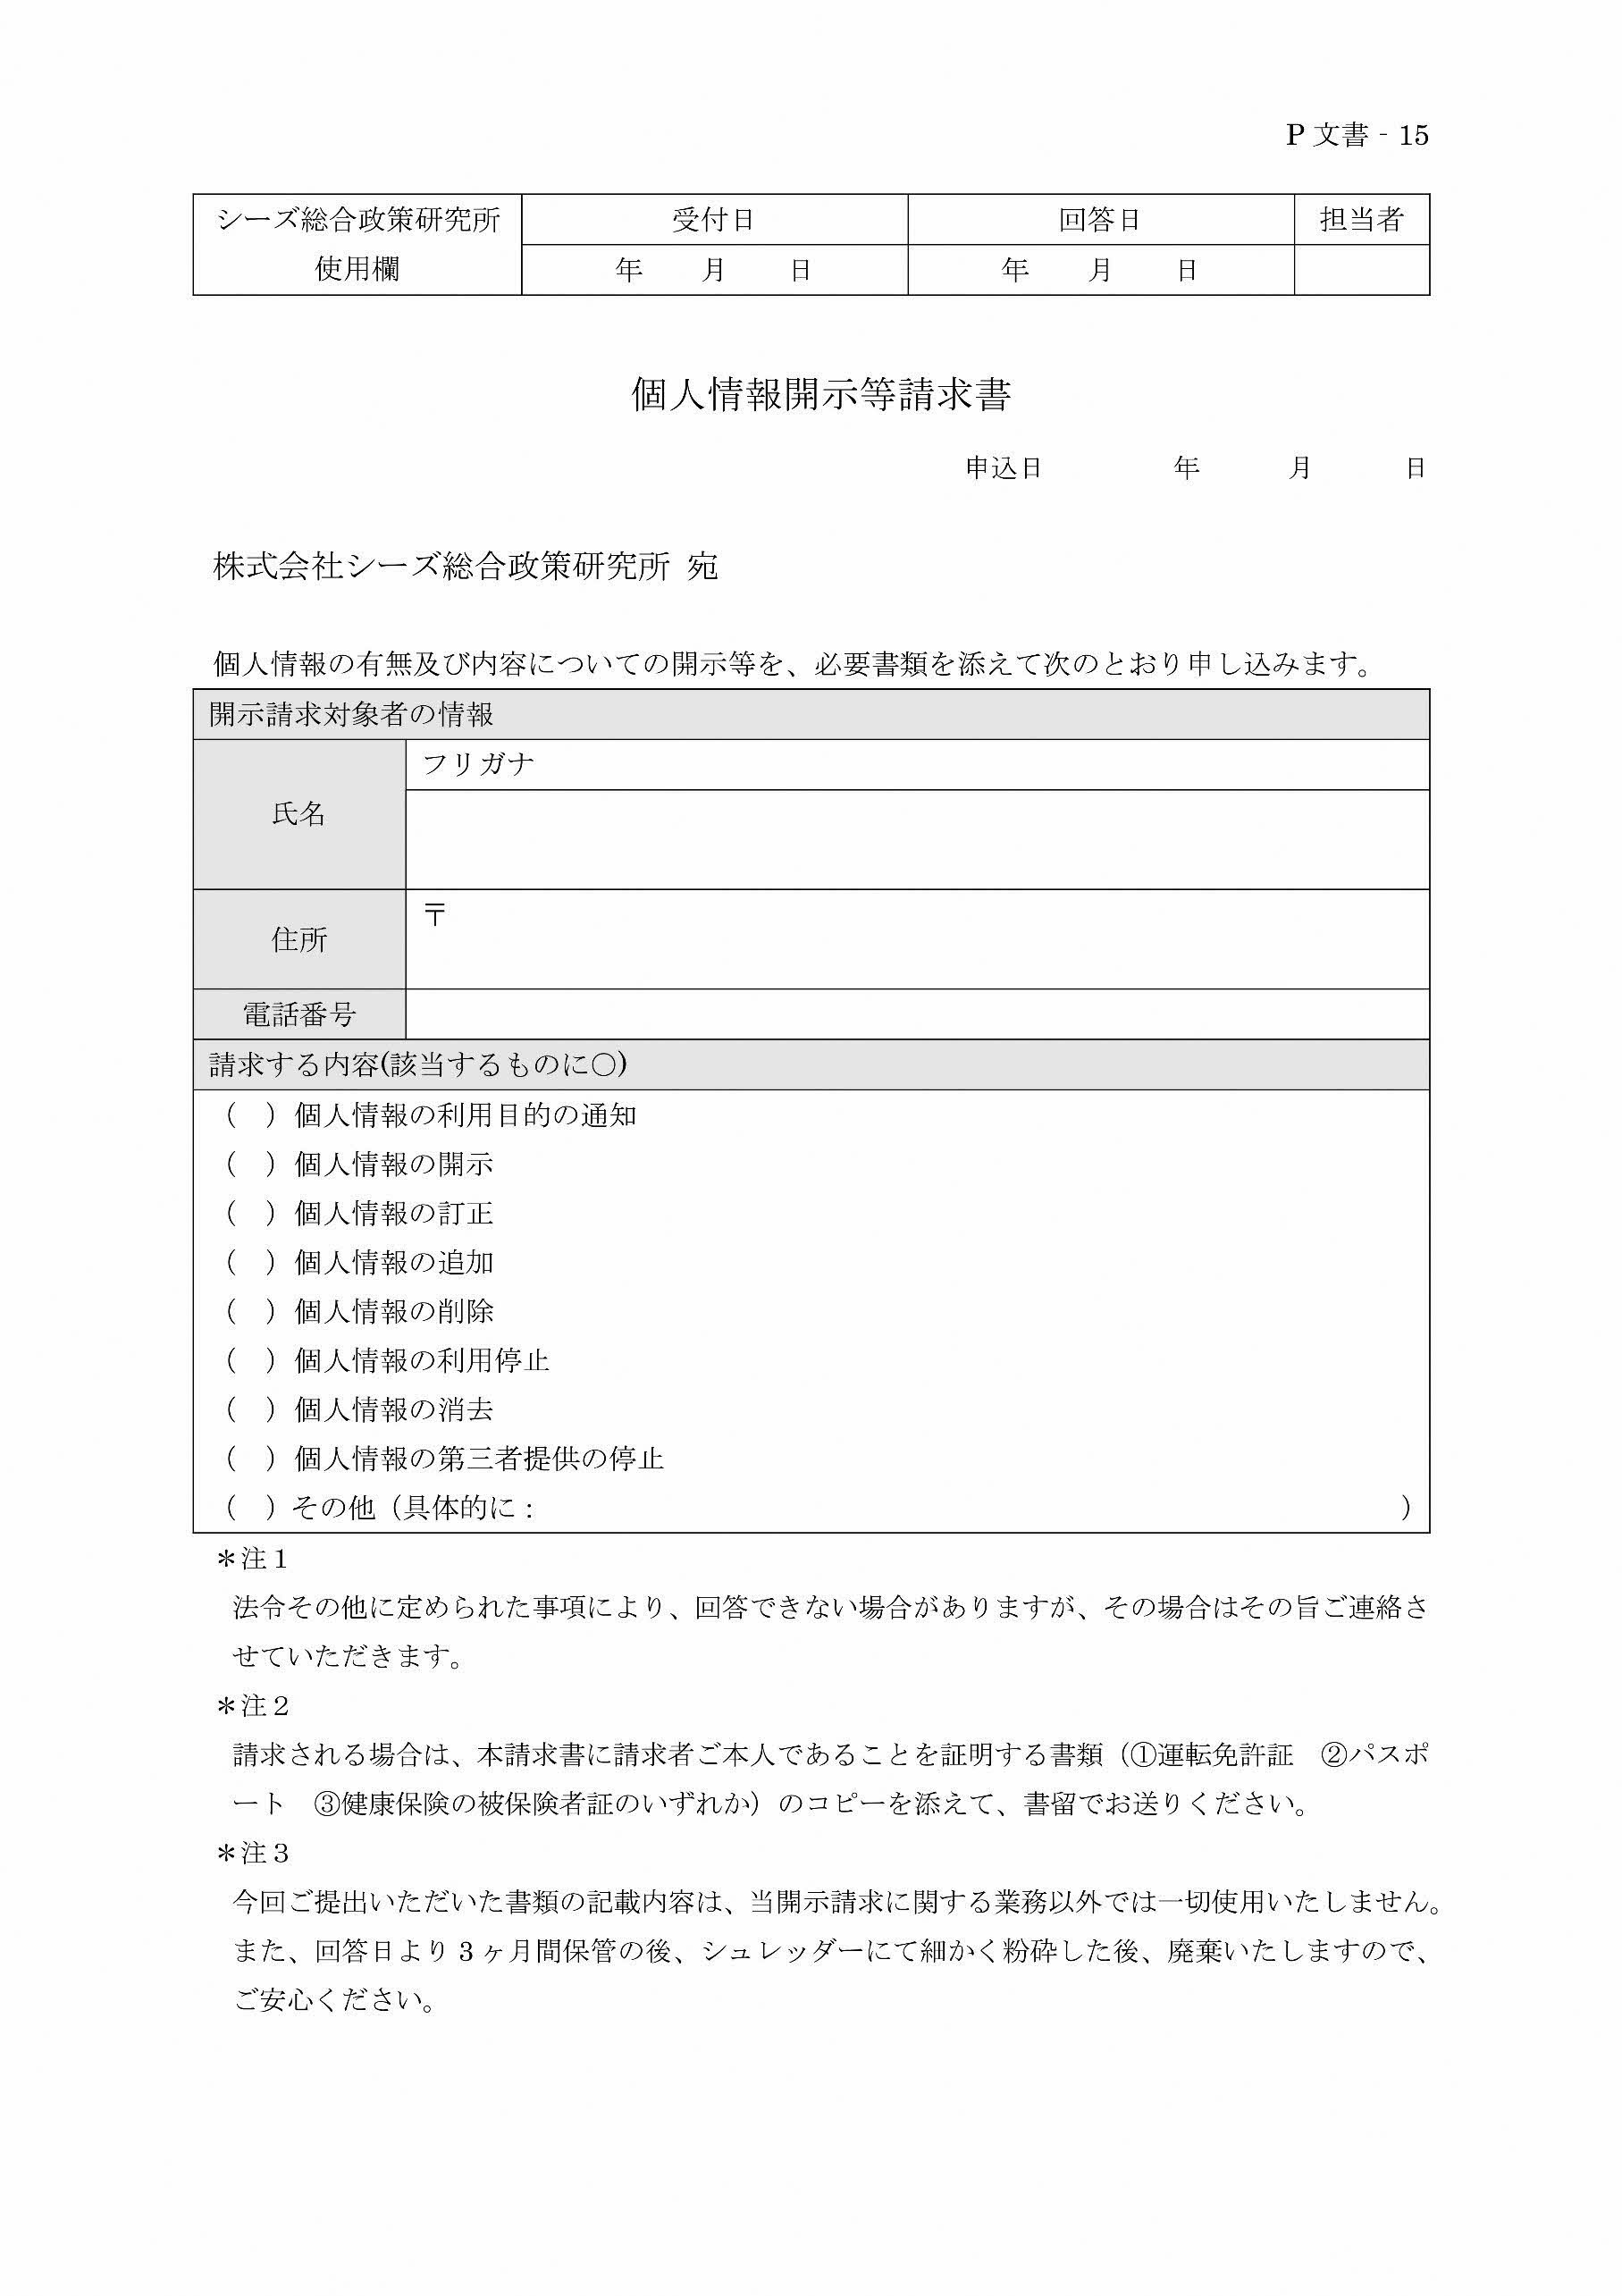 P 文書 - 15
シーズ総合政策研究所 受付日 回答日 担当者
使用欄 年 月 日 年 月 日
個人情報開示等請求書
申込日 年 月 日
株式会社シーズ総合政策研究所 宛
個人情報の有無及び内容についての開示等を、必要書類を添えて次のとおり申し込みます。
開示請求対象者の情報
フリガナ
氏名
〒
住所
電話番号
請求する内容(該当するものに〇)
（　）個人情報の利用目的の通知
（　）個人情報の開示
（　）個人情報の訂正
（　）個人情報の追加
（　）個人情報の削除
（　）個人情報の利用停止
（　）個人情報の消去
（　）個人情報の第三者提供の停止
（　）その他（具体的に： ）
＊注１
法令その他に定められた事項により、回答できない場合がありますが、その場合はその旨ご連絡さ
せていただきます。
＊注２
請求される場合は、本請求書に請求者ご本人であることを証明する書類（①運転免許証　②パスポ
ート　③健康保険の被保険者証のいずれか）のコピーを添えて、書留でお送りください。
＊注３
今回ご提出いただいた書類の記載内容は、当開示請求に関する業務以外では一切使用いたしません。
また、回答日より 3 ヶ月間保管の後、シュレッダーにて細かく粉砕した後、廃棄いたしますので、
ご安心ください。